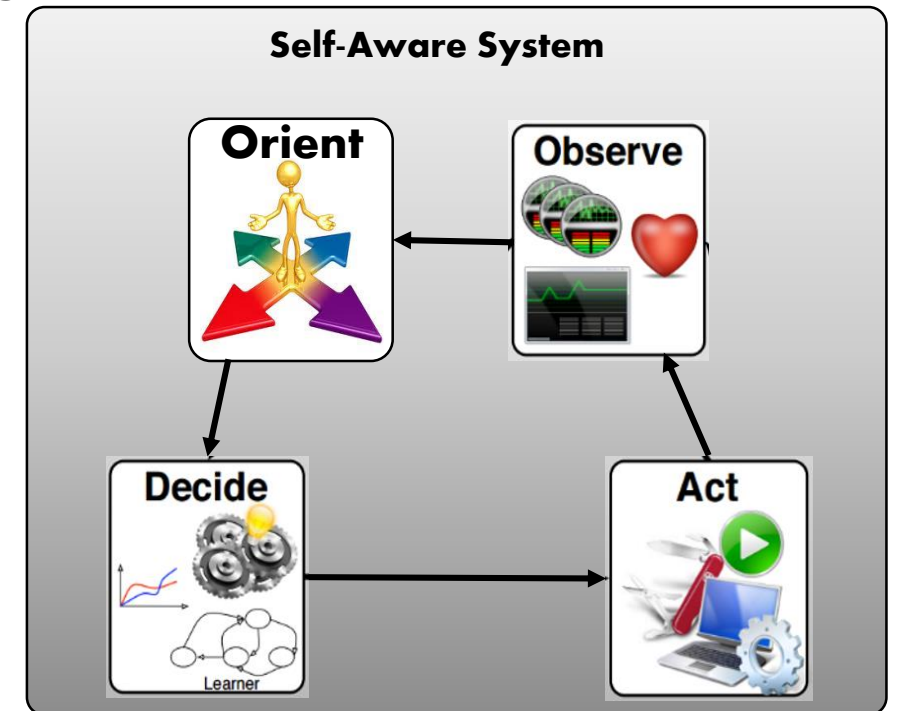 Self-Aware System
Orient
Observe
Decide
Learner
Act